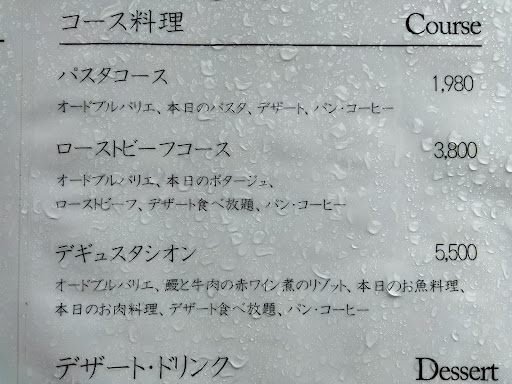 コース料理 Course
パスタコース 1,980
オードブルバリエ、本日のパスタ、デザート、パン・コーヒー
ローストビーフコース 3,800
オードブルバリエ、本日のポタージュ、
ローストビーフ、デザート食べ放題、パン・コーヒー
デギュスタシオン 5,500
オードブルバリエ、鰻と牛肉の赤ワイン煮のリゾット、本日のお魚料理、
本日のお肉料理、デザート食べ放題、パン・コーヒー
デザート・ドリンク Dessert